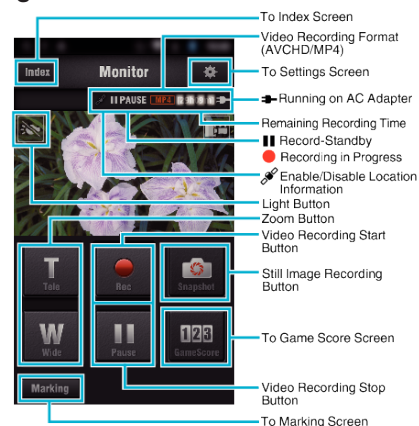 To Index Screen
Video Recording Format
(AVCHD/MP4)
Index
Monitor
To Settings Screen
PAUSE
MP4
Running on AC Adapter
Remaining Recording Time
Record-Standby
Recording in Progress
Enable/Disable Location
Information
Light Button
Zoom Button
Video Recording Start
Button
T
Tele
Rec
Snapshot
Still Image Recording
Button
W
Wide
Pause
123
GameScore
To Game Score Screen
Marking
Video Recording Stop
Button
To Marking Screen